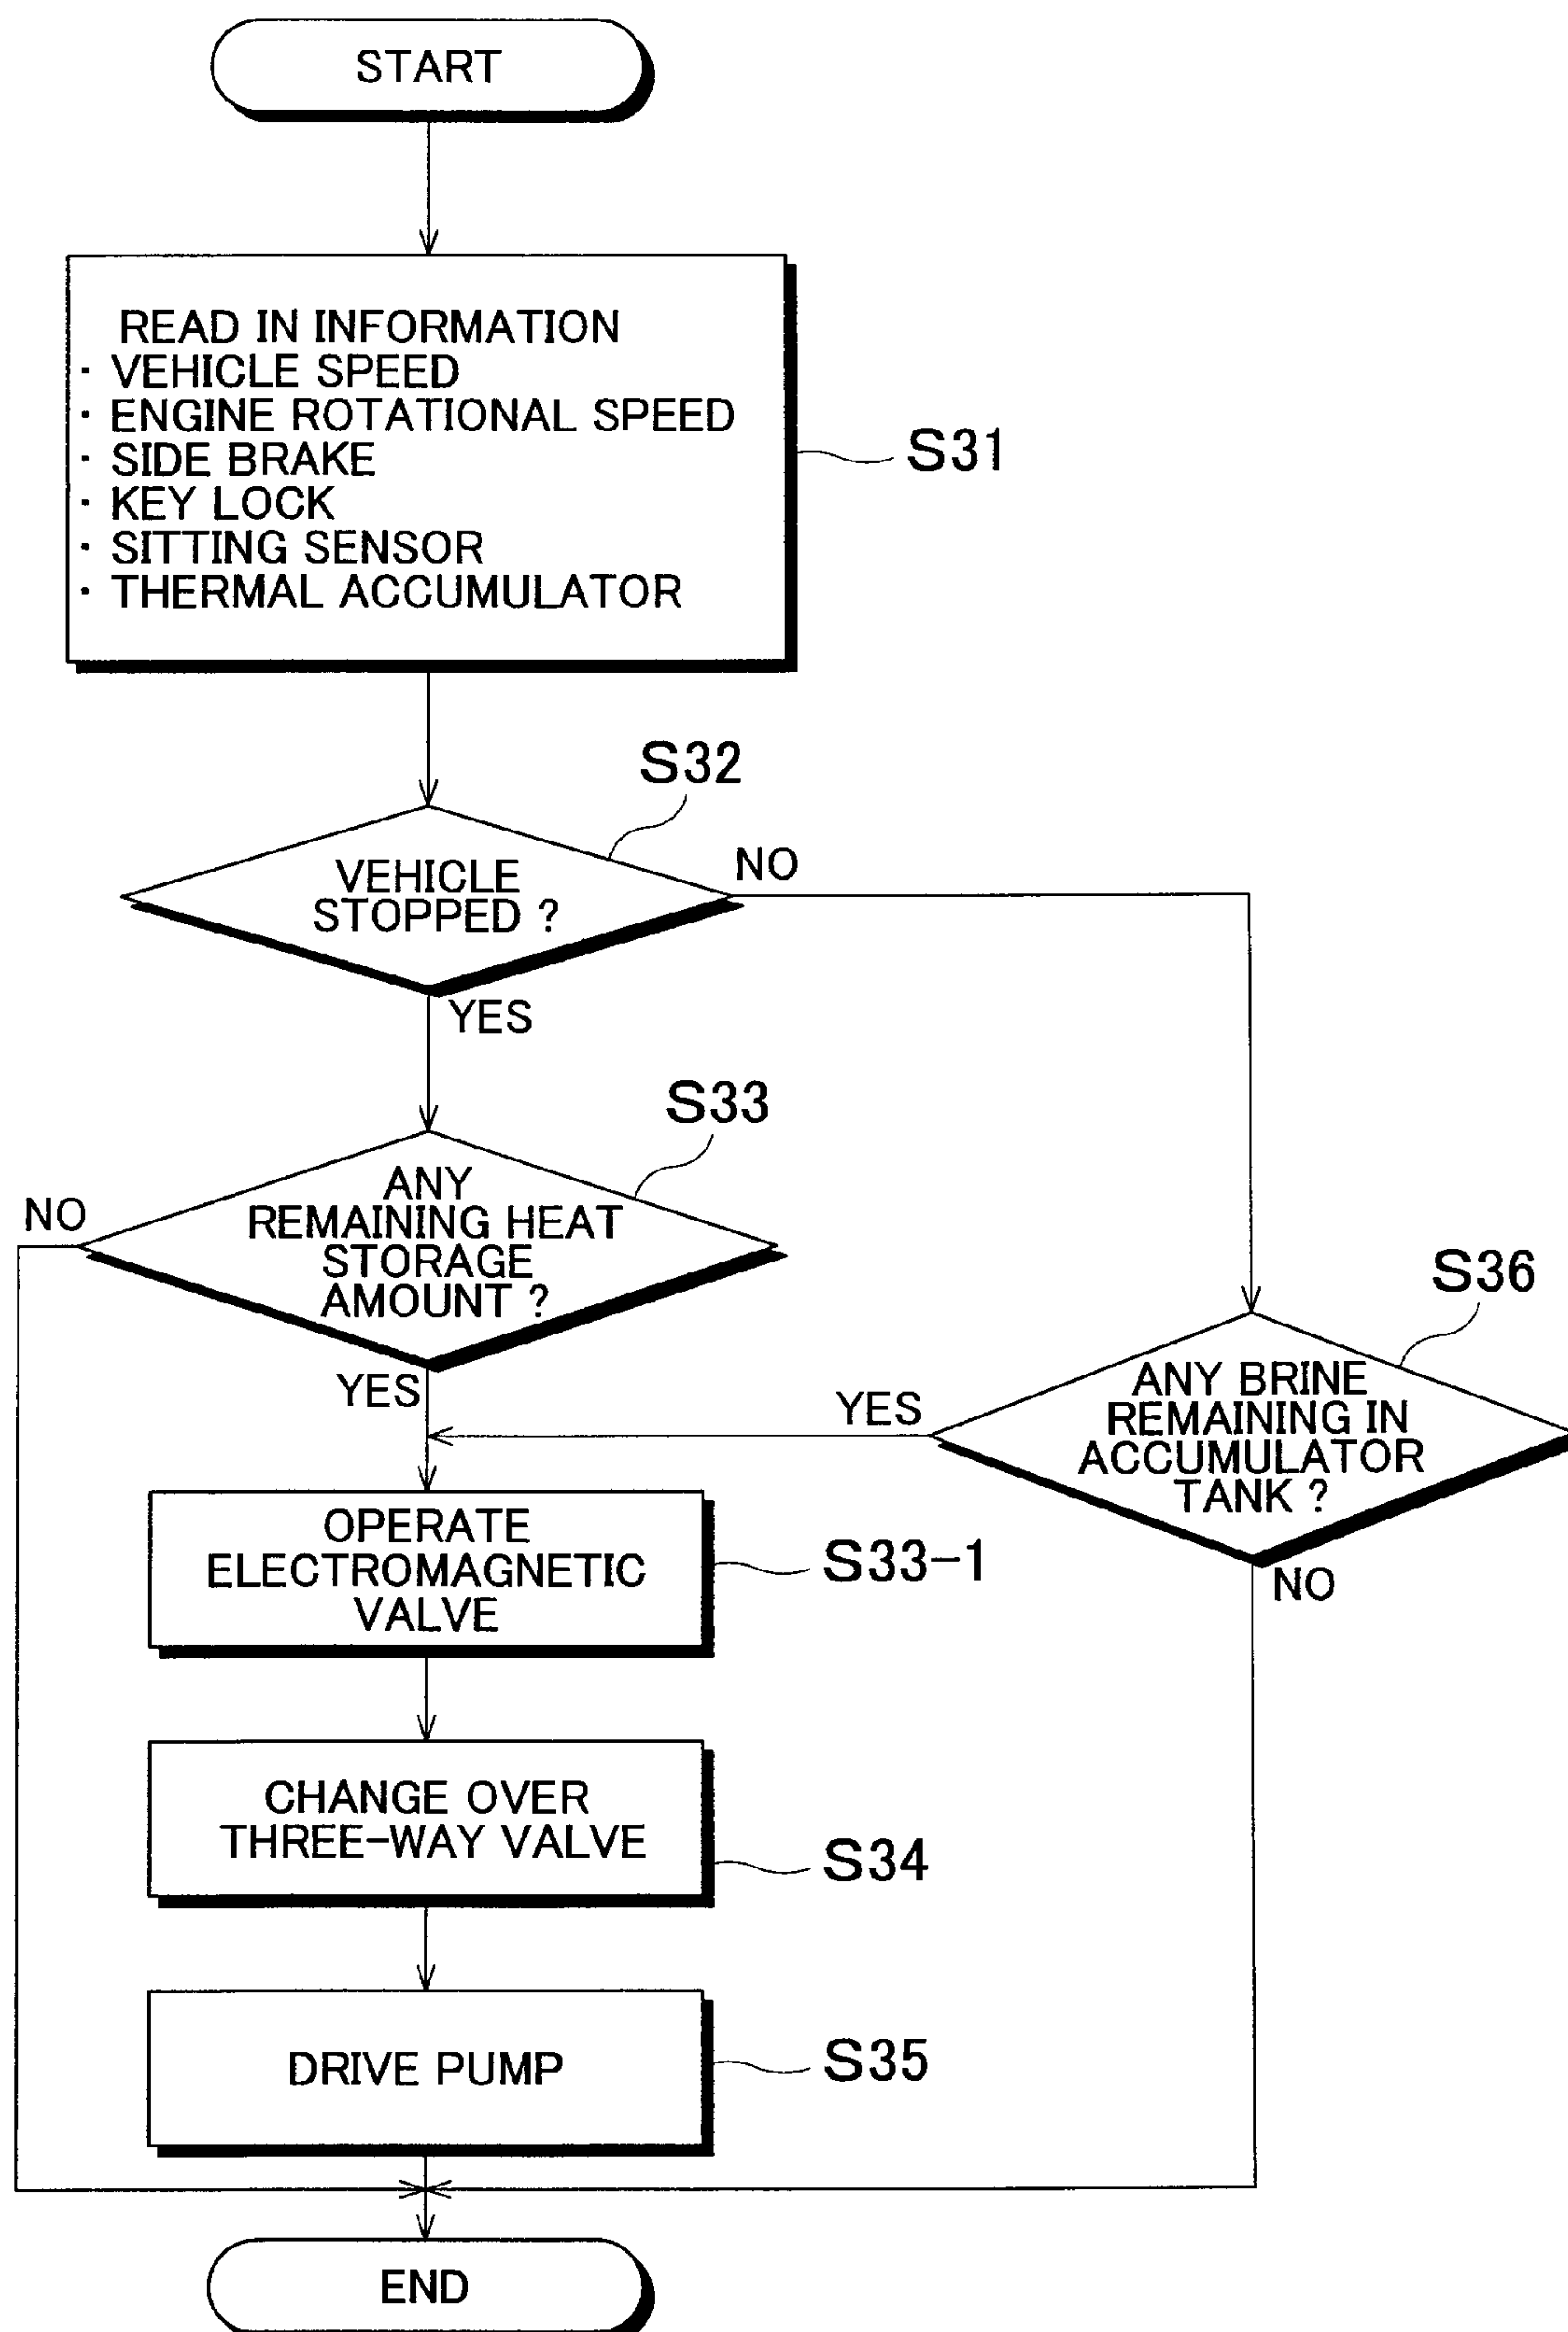 START
READ IN INFORMATION
· VEHICLE SPEED
· ENGINE ROTATIONAL SPEED
· SIDE BRAKE
· KEY LOCK
· SITTING SENSOR
· THERMAL ACCUMULATOR
S31
S32
VEHICLE
STOPPED ?
NO
YES
S33
ANY
REMAINING HEAT
STORAGE
AMOUNT ?
NO
YES
S36
ANY BRINE
REMAINING IN
ACCUMULATOR
TANK ?
YES
NO
OPERATE
ELECTROMAGNETIC
VALVE
S33-1
CHANGE OVER
THREE-WAY VALVE
S34
DRIVE PUMP
S35
END